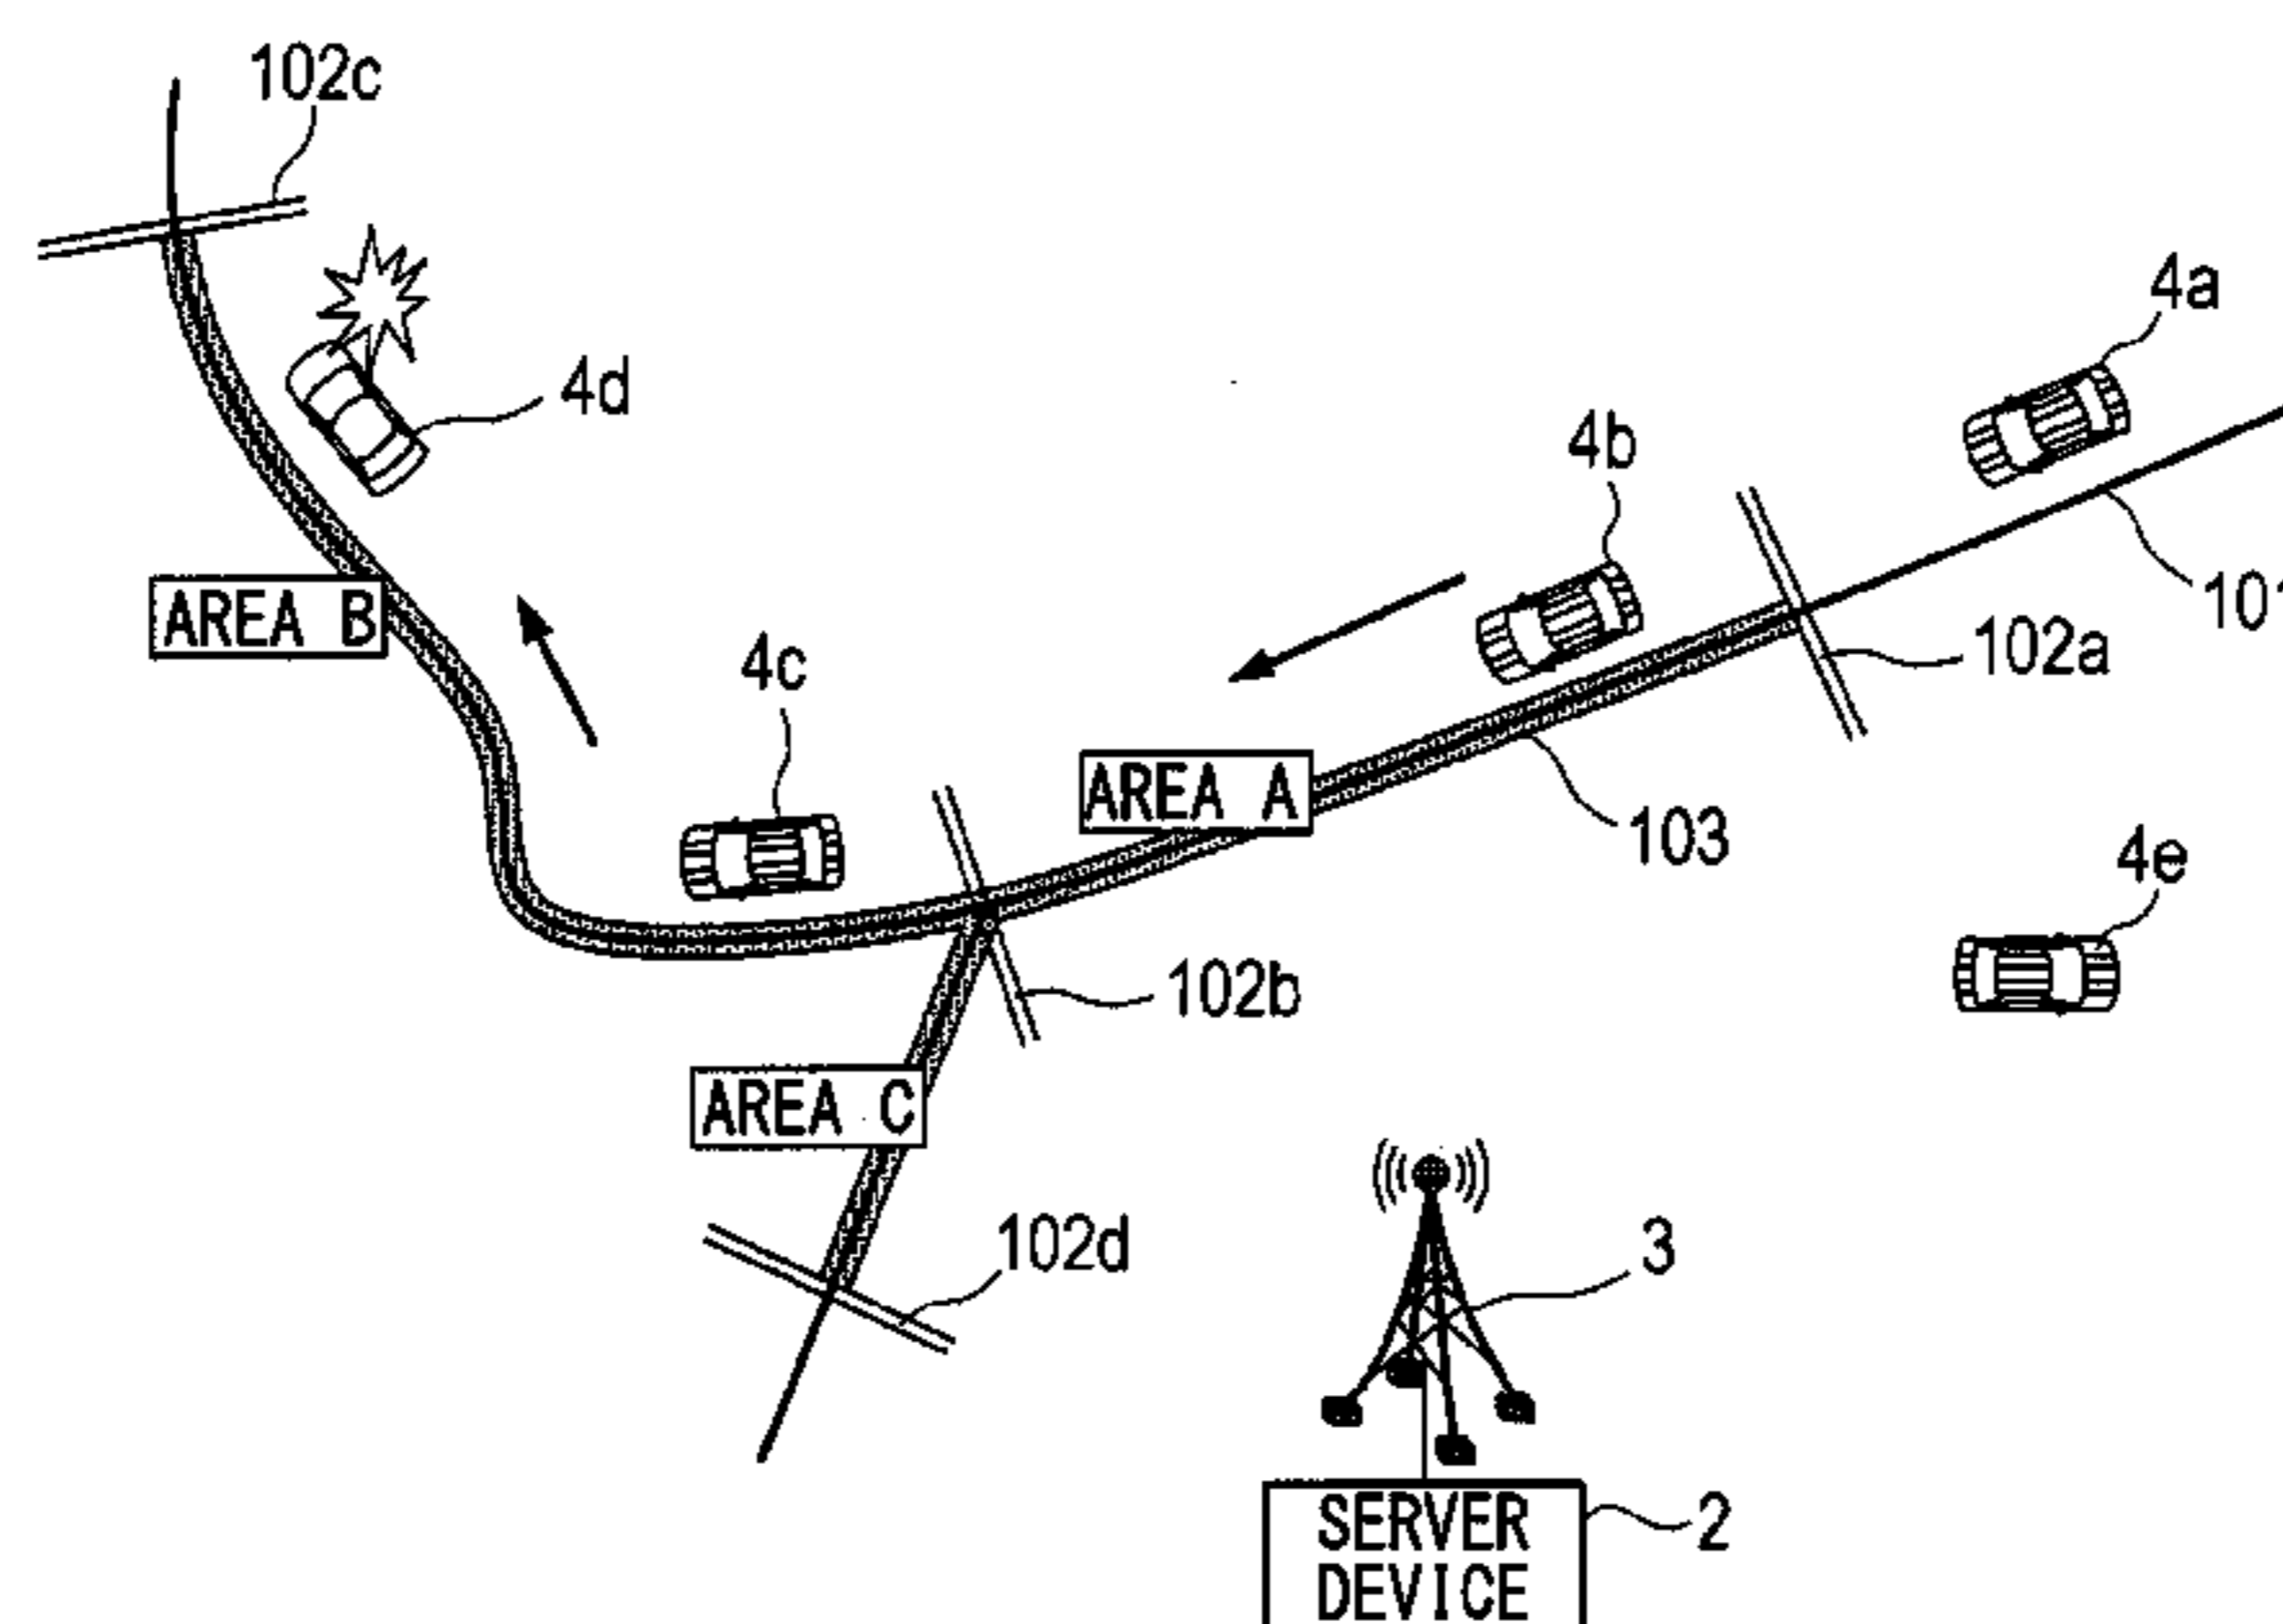 102c
4a
4d
4b
101
AREA B
102a
4c
AREA A
103
4e
102b
AREA C
102d
3
SERVER
DEVICE
2